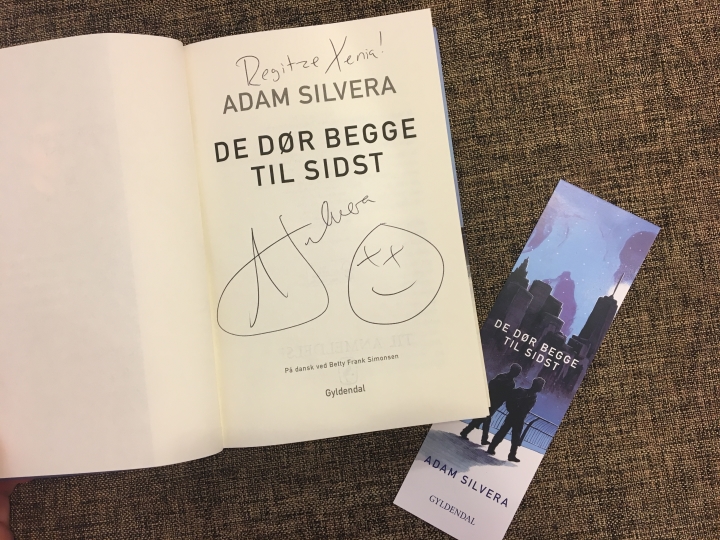 Regitze Xenia!
ADAM SILVERA
DE DØR BEGGE
TIL SIDST
A Silvera
På dansk ved Betty Frank Simonsen
Gyldendal
DE DØR BEGGE
TIL SIDST
ADAM SILVERA
GYLDENDAL